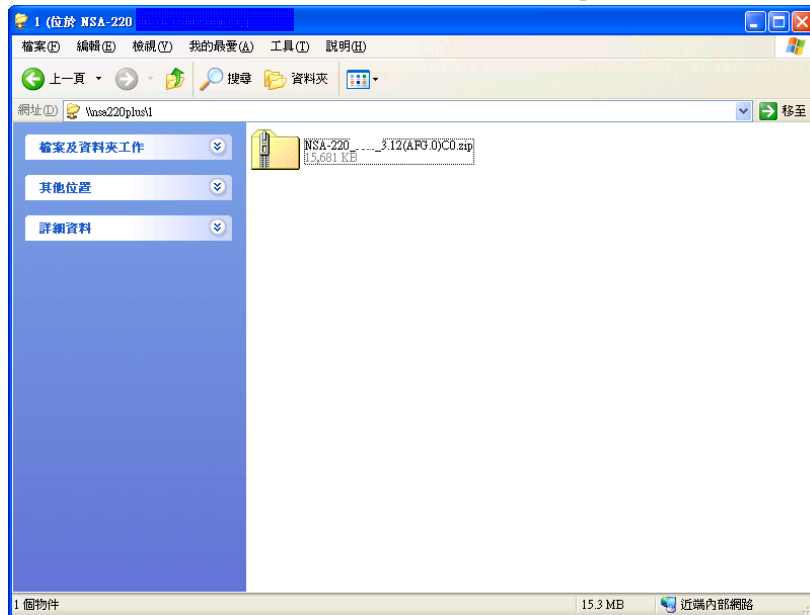 1 (位於 NSA-220
檔案(F) 編輯(E) 檢視(V) 我的最愛(A) 工具(T) 說明(H)
上一頁 搜尋 資料夾
網址(D) \\nsa220plus\1 移至
檔案及資料夾工作
其他位置
詳細資料
NSA-220_....._3.12(AFG.0)C0.zip
15,681 KB
1 個物件 15.3 MB 近端內部網路